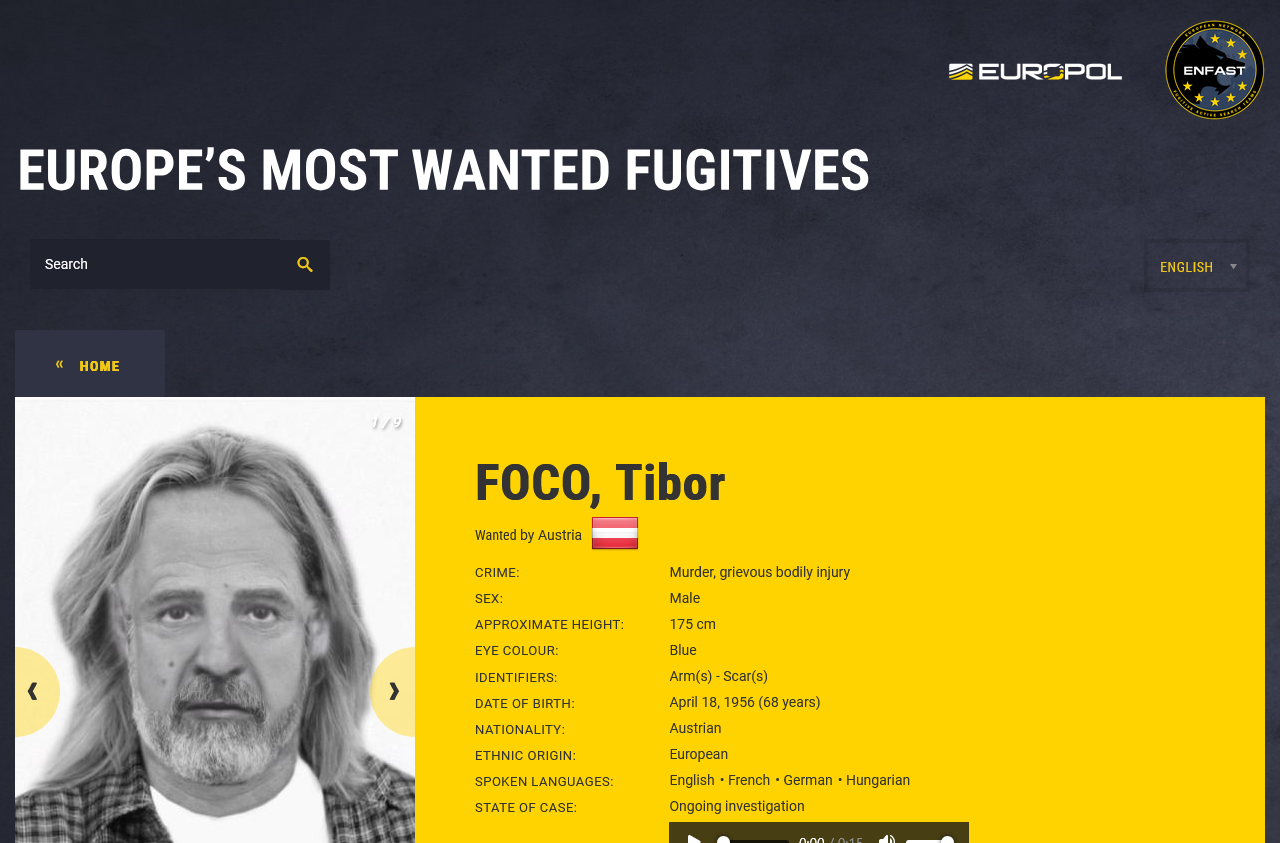 EUROPOL
ENFAST
EUROPE'S MOST WANTED FUGITIVES
Search
ENGLISH
« HOME
1 / 9
FOCO, Tibor
Wanted by Austria
CRIME: Murder, grievous bodily injury
SEX: Male
APPROXIMATE HEIGHT: 175 cm
EYE COLOUR: Blue
IDENTIFIERS: Arm(s) - Scar(s)
DATE OF BIRTH: April 18, 1956 (68 years)
NATIONALITY: Austrian
ETHNIC ORIGIN: European
SPOKEN LANGUAGES: English • French • German • Hungarian
STATE OF CASE: Ongoing investigation
0:00 / 0:15